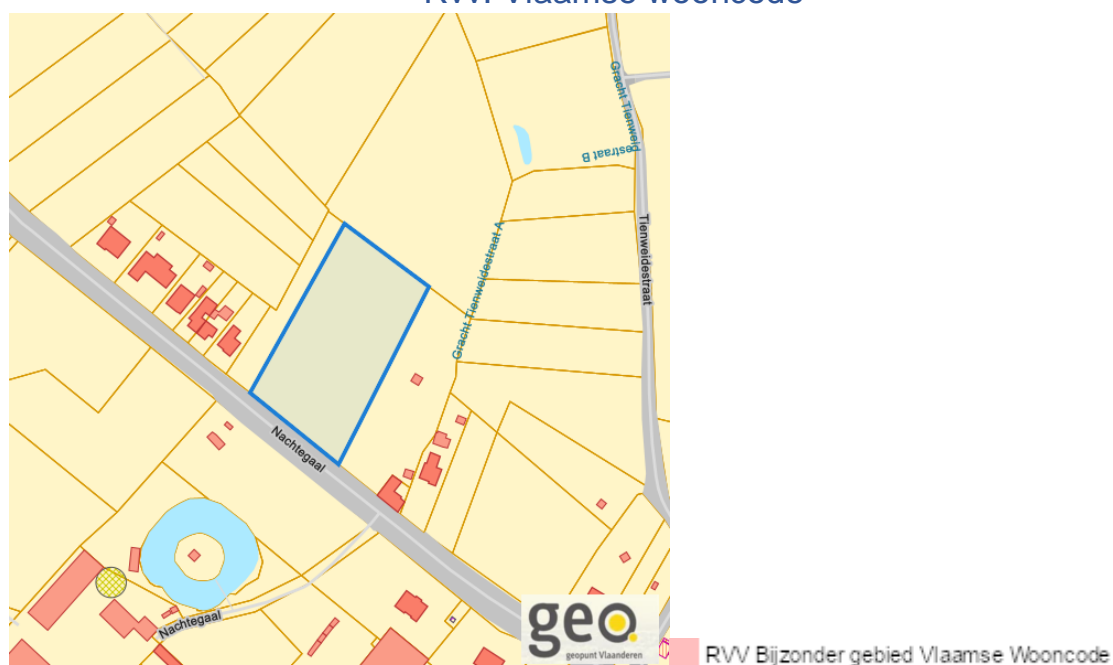 RVV: Vlaamse wooncode
Gracht Tienweid
estraat B
Gracht Tienweidestraat A
Tienweidestraat
Nachtegaal
Nachtegaal
geo.
geopunt Vlaanderen
RVV Bijzonder gebied Vlaamse Wooncode